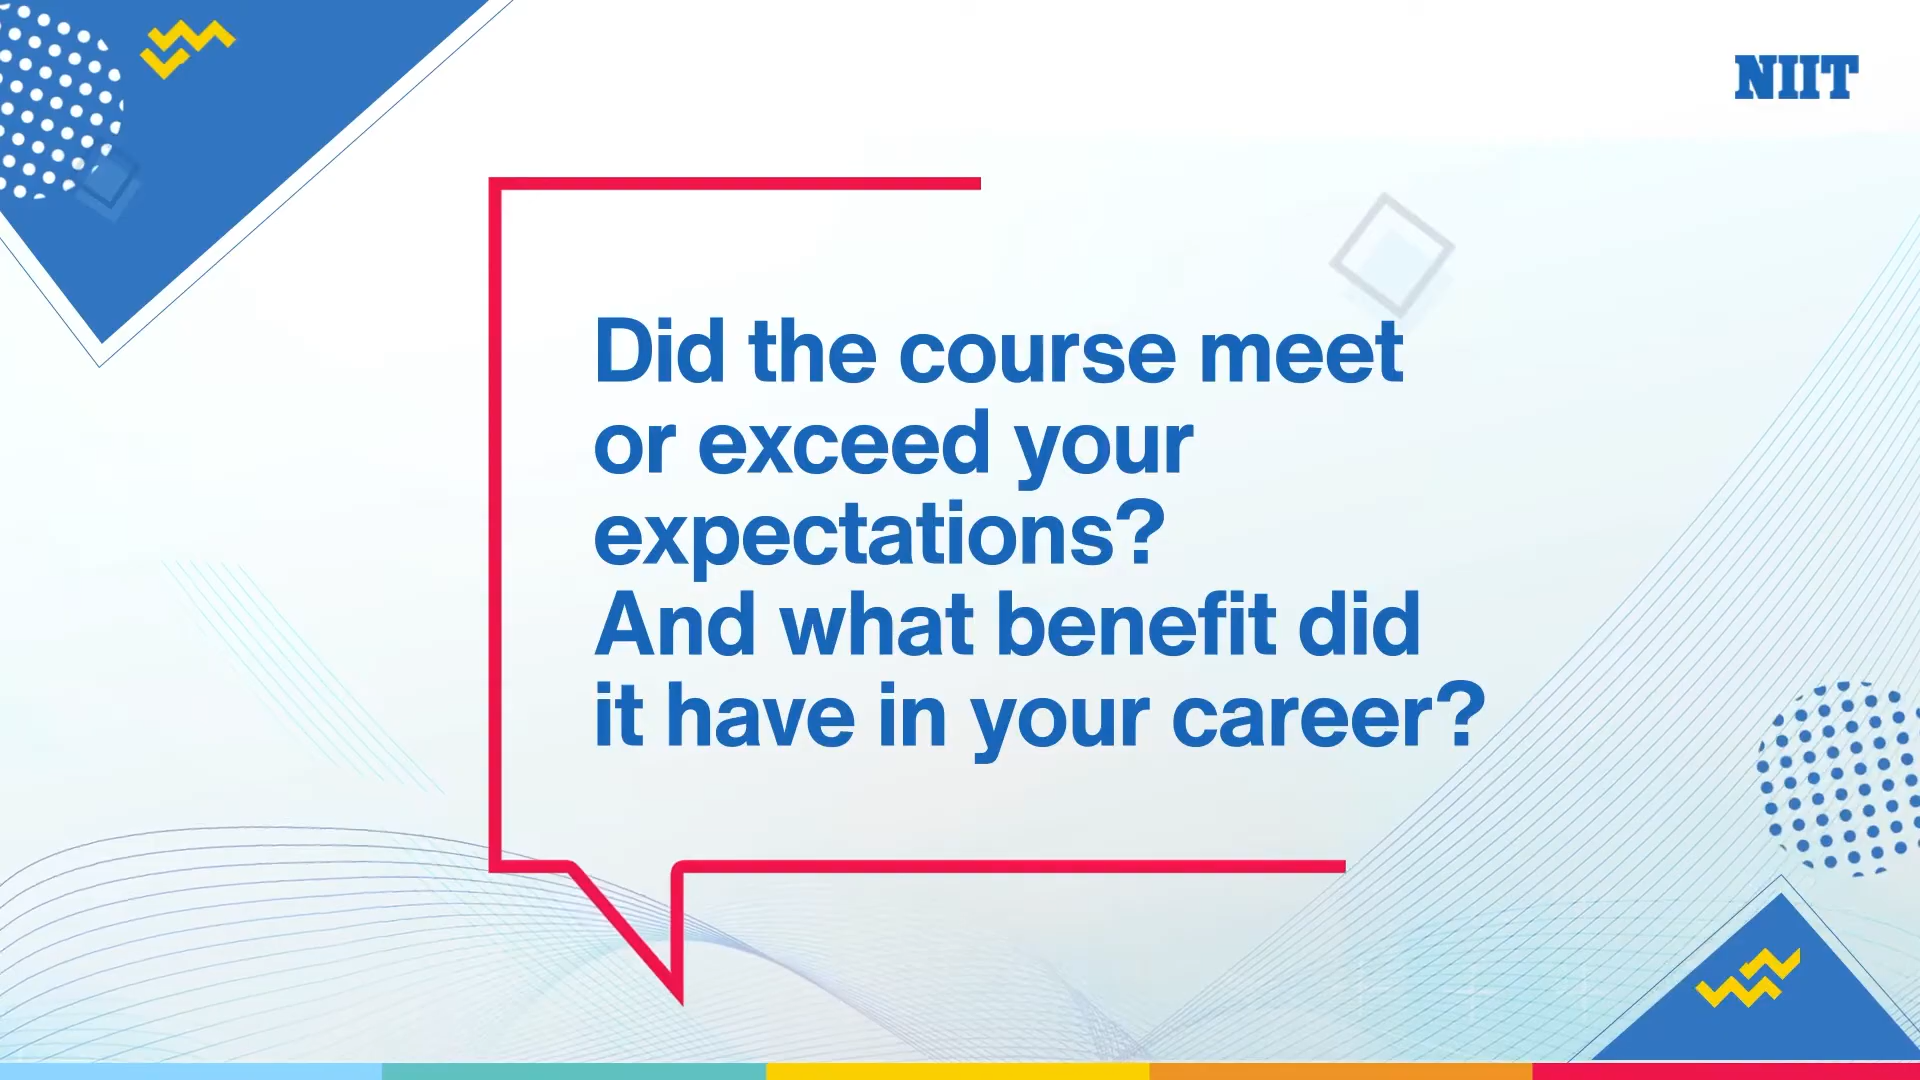 NIIT
Did the course meet
or exceed your
expectations?
And what benefit did
it have in your career?